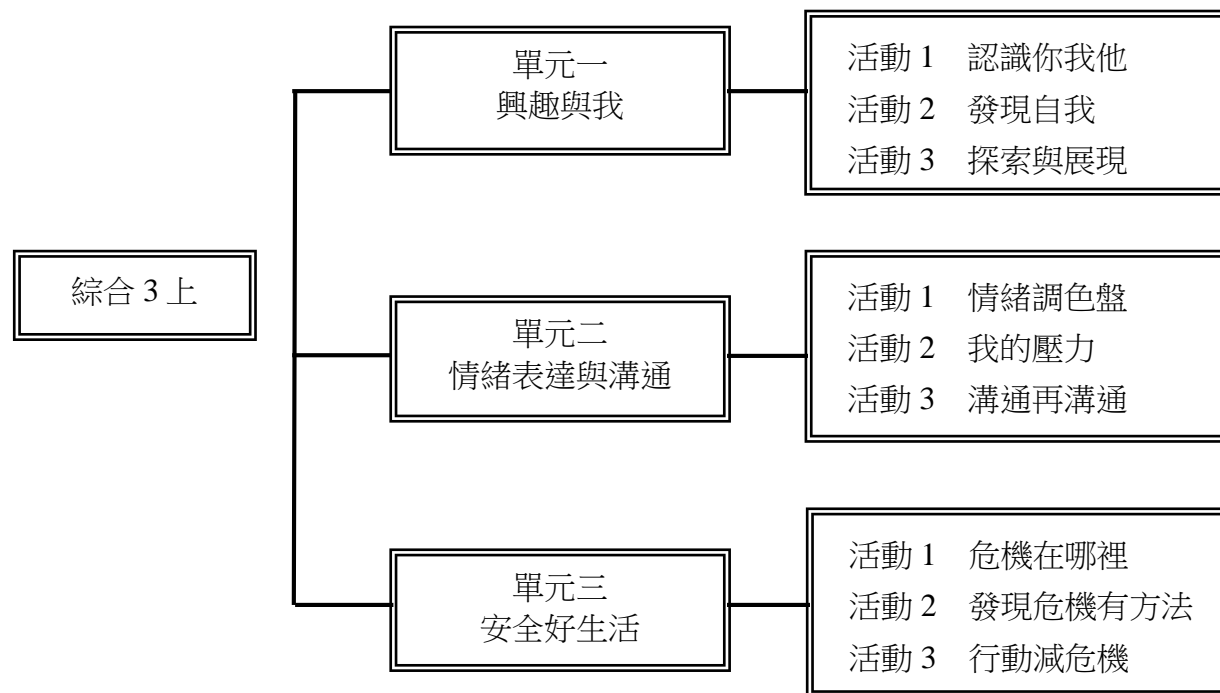 綜合 3 上
單元一
興趣與我
活動 1 認識你我他
活動 2 發現自我
活動 3 探索與展現
單元二
情緒表達與溝通
活動 1 情緒調色盤
活動 2 我的壓力
活動 3 溝通再溝通
單元三
安全好生活
活動 1 危機在哪裡
活動 2 發現危機有方法
活動 3 行動減危機